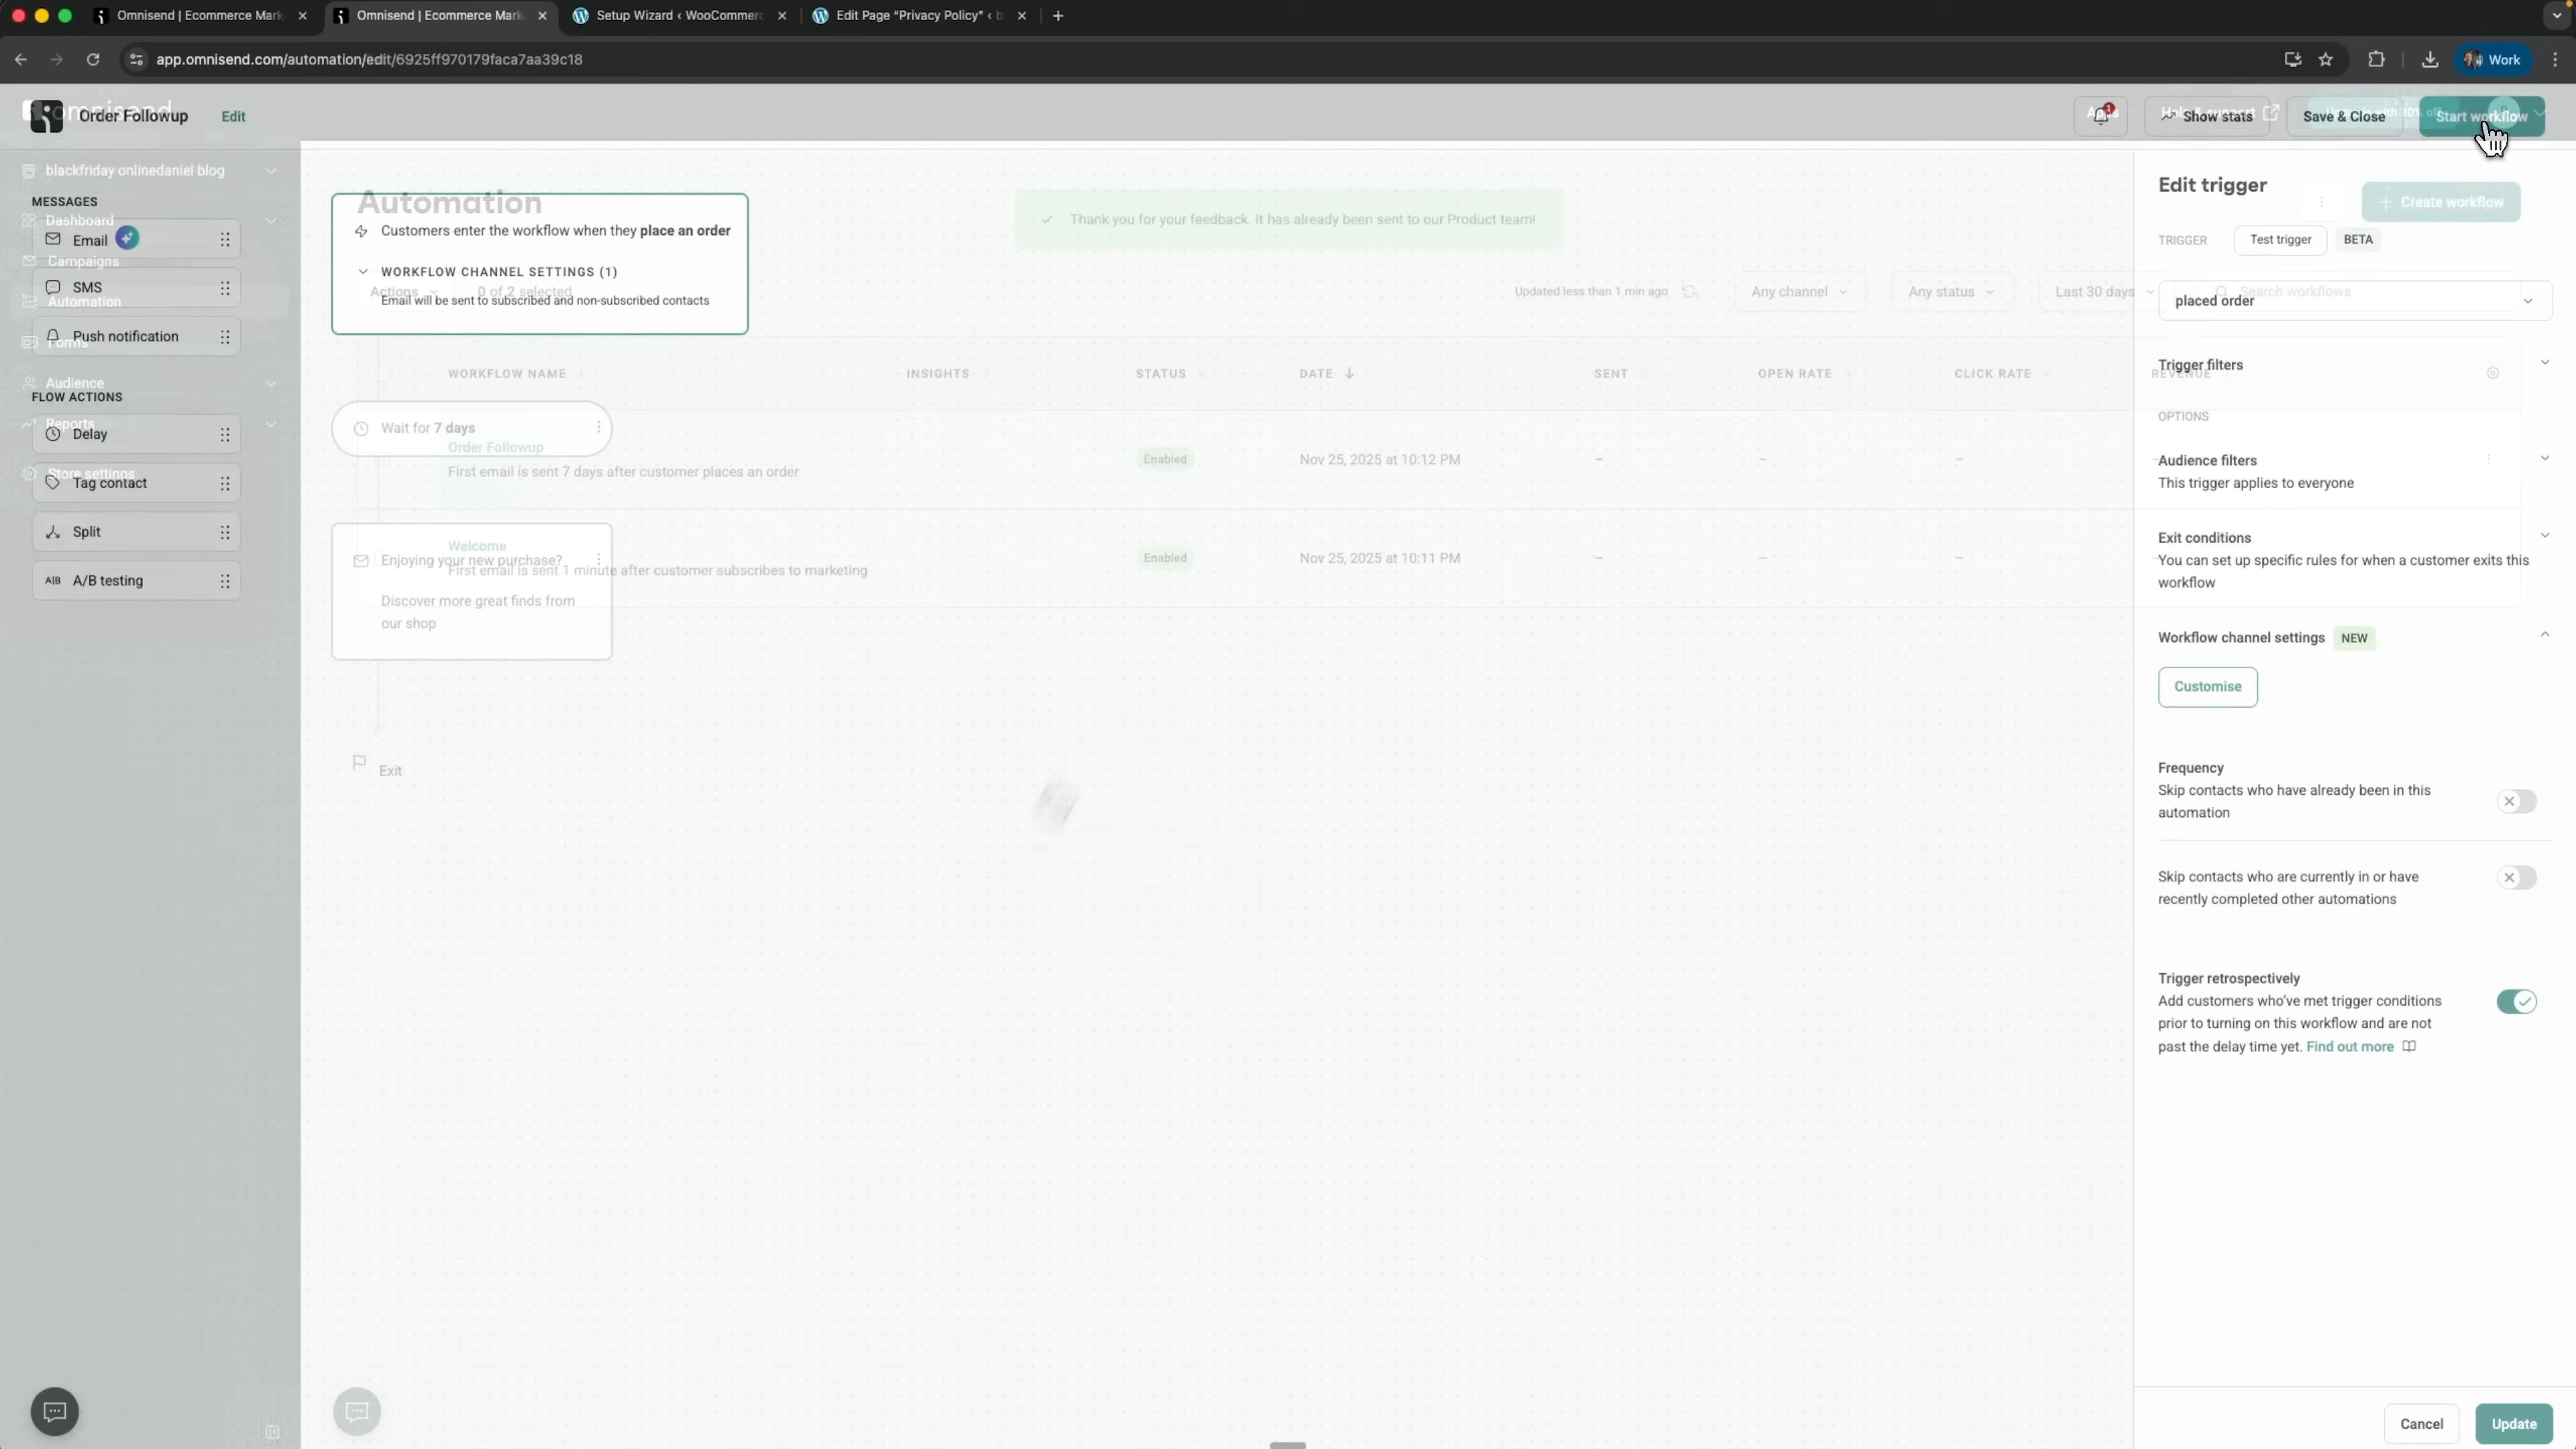 Omnisend | Ecommerce Mark
Omnisend | Ecommerce Mark
Setup Wizard ‹ WooCommerc
Edit Page “Privacy Policy” ‹ b
app.omnisend.com/automation/edit/6925ff970179faca7aa39c18
Work
omnisend
Order Followup
Edit
Apps
1
Help & support
Show stats
Save & Close
Start workflow
blackfriday onlinedaniel blog
Dashboard
Campaigns
Automation
Forms
Audience
Reports
Store settings
MESSAGES
Email
SMS
Push notification
FLOW ACTIONS
Delay
Tag contact
Split
A|B A/B testing
Automation
Customers enter the workflow when they place an order
WORKFLOW CHANNEL SETTINGS (1)
Email will be sent to subscribed and non-subscribed contacts
Actions
0 of 2 selected
Thank you for your feedback. It has already been sent to our Product team!
Updated less than 1 min ago
Any channel
Any status
Last 30 days
Search workflows
Create workflow
WORKFLOW NAME
INSIGHTS
STATUS
DATE
SENT
OPEN RATE
CLICK RATE
REVENUE
Wait for 7 days
Order Followup
First email is sent 7 days after customer places an order
Enabled
Nov 25, 2025 at 10:12 PM
–
–
–
Welcome
First email is sent 1 minute after customer subscribes to marketing
Enabled
Nov 25, 2025 at 10:11 PM
–
–
–
Enjoying your new purchase?
Discover more great finds from
our shop
Exit
Edit trigger
TRIGGER
Test trigger
BETA
placed order
Trigger filters
OPTIONS
Audience filters
This trigger applies to everyone
Exit conditions
You can set up specific rules for when a customer exits this
workflow
Workflow channel settings
NEW
Customise
Frequency
Skip contacts who have already been in this
automation
Skip contacts who are currently in or have
recently completed other automations
Trigger retrospectively
Add customers who’ve met trigger conditions
prior to turning on this workflow and are not
past the delay time yet. Find out more
Cancel
Update